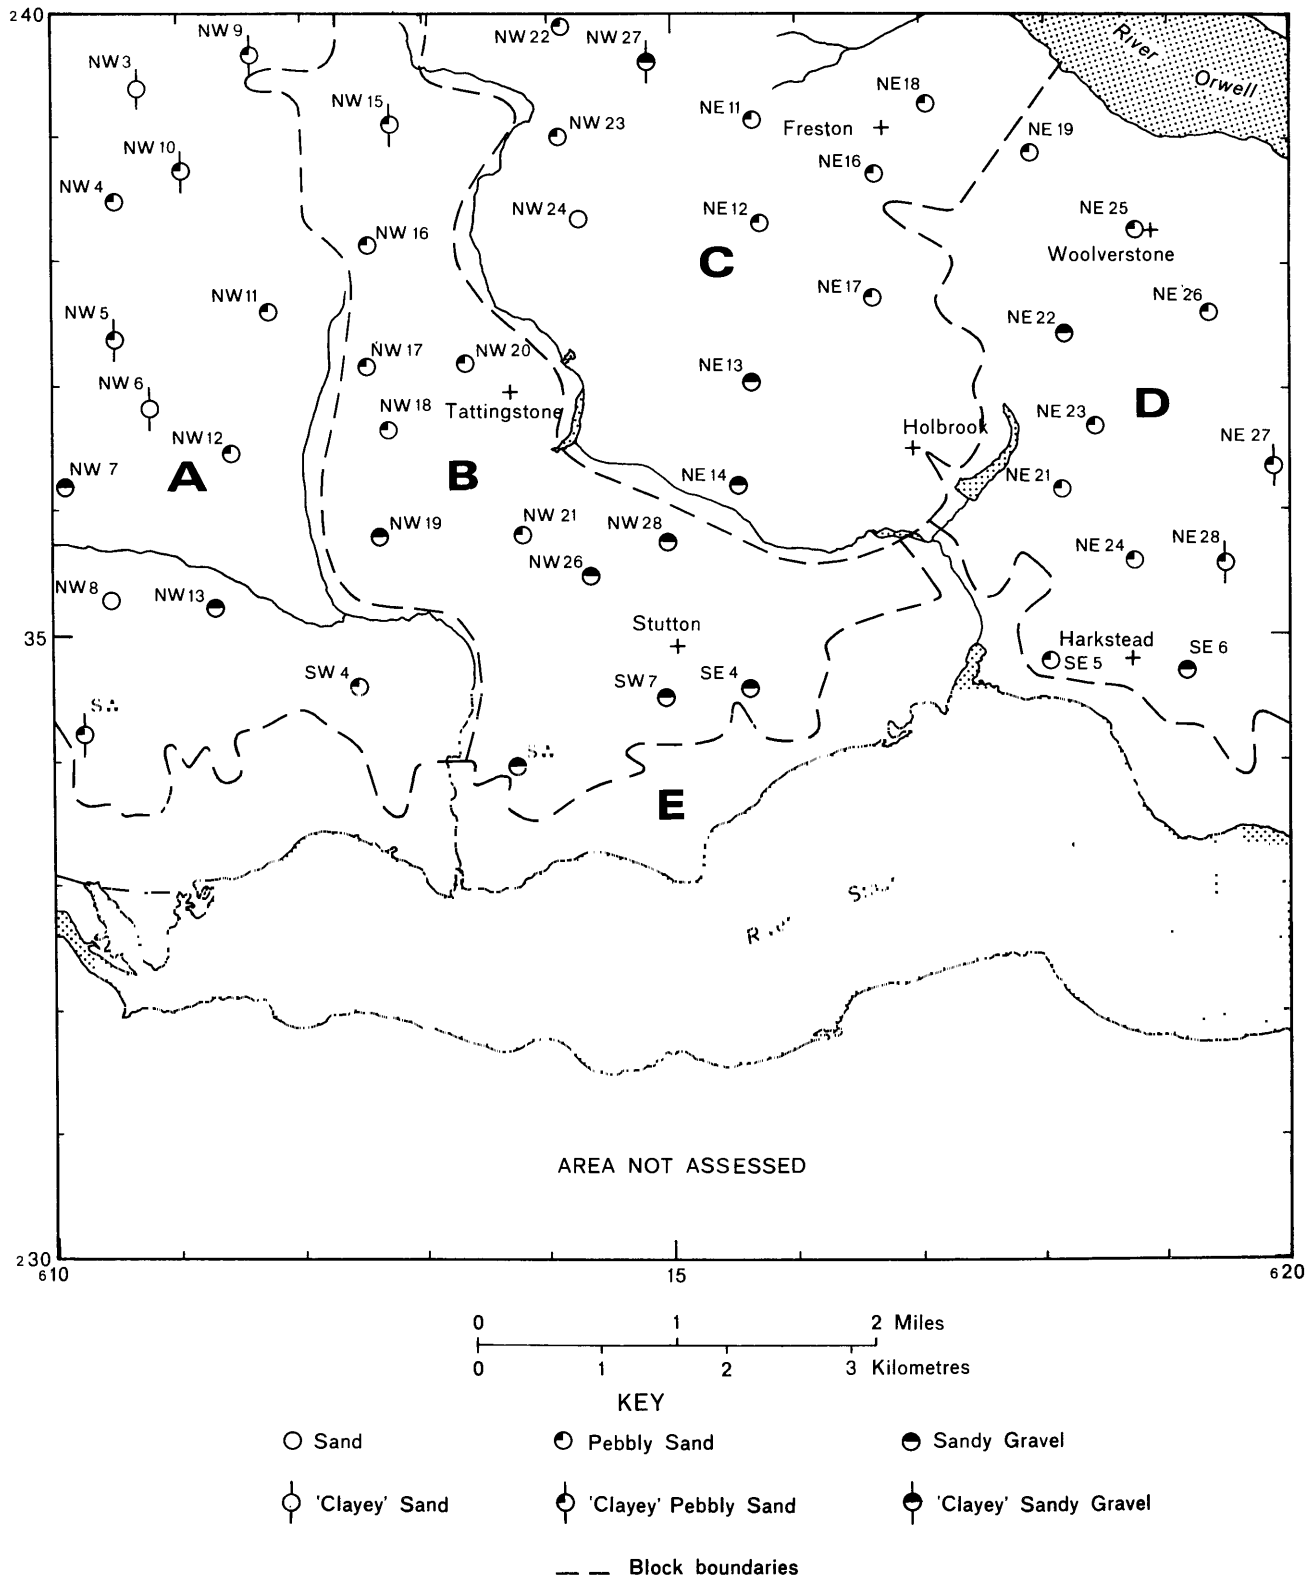 240
NW 9
NW 22
NW 27
River
Orwell
NW 3
NW 15
NE 18
NW 23
NE 11
Freston
NE 19
NW 10
NE 16
NW 4
NW 24
NE 12
NE 25
NW 16
C
Woolverstone
NW 11
NE 17
NE 26
NW 5
NE 22
NW 17
NW 20
NE 13
NW 6
Tattingstone
NW 18
D
NE 23
Holbrook
NW 12
NE 27
NW 7
A
B
NE 14
NE 21
NW 19
NW 21
NW 28
NE 24
NE 28
NW 26
NW 8
NW 13
35
Stutton
Harkstead
SE 6
SE 5
SW 4
SW 7
SE 4
E
AREA NOT ASSESSED
230
610
15
620
0 1 2 Miles
0 1 2 3 Kilometres
KEY
Sand
Pebbly Sand
Sandy Gravel
'Clayey' Sand
'Clayey' Pebbly Sand
'Clayey' Sandy Gravel
Block boundaries